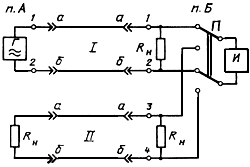 п. А п. Б
1 а а 1 П
Г I Rн И
2 б б 2
а а 3
Rн II Rн
б б 4